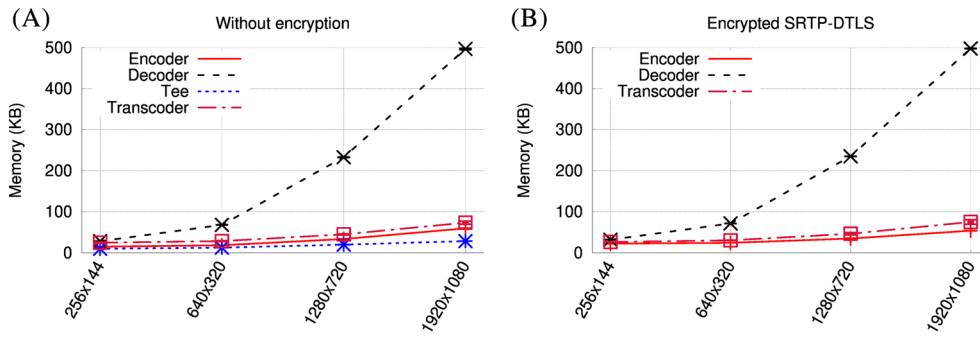 (A)
Without encryption
Memory (KB)
500
400
300
200
100
0
Encoder
Decoder
Tee
Transcoder
256x144
640x320
1280x720
1920x1080
(B)
Encrypted SRTP-DTLS
Memory (KB)
500
400
300
200
100
0
Encoder
Decoder
Transcoder
256x144
640x320
1280x720
1920x1080